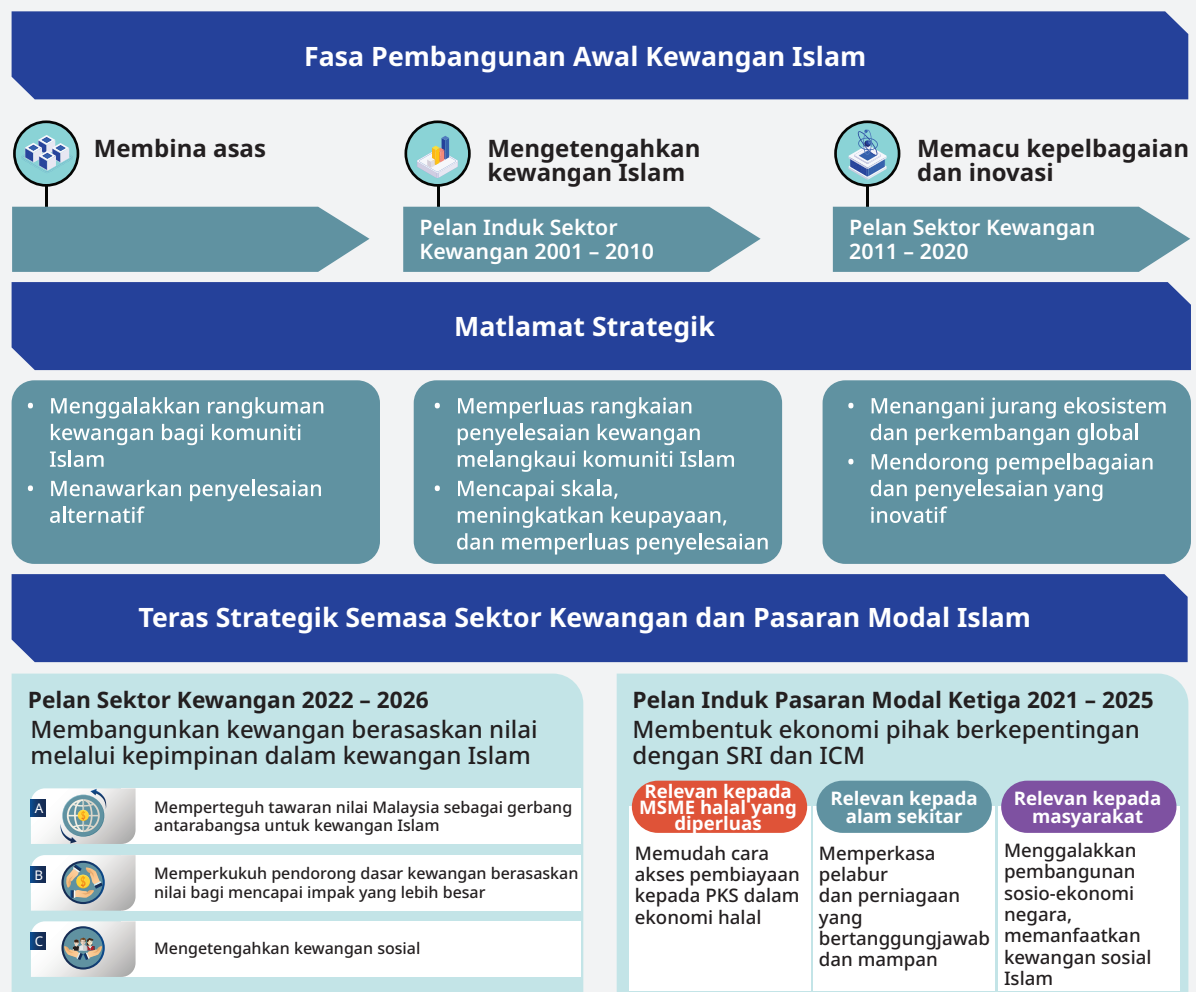 Fasa Pembangunan Awal Kewangan Islam
Membina asas
Mengetengahkan
kewangan Islam
Pelan Induk Sektor
Kewangan 2001 – 2010
Memacu kepelbagaian
dan inovasi
Pelan Sektor Kewangan
2011 – 2020
Matlamat Strategik
• Menggalakkan rangkuman
kewangan bagi komuniti
Islam
• Menawarkan penyelesaian
alternatif
• Memperluas rangkaian
penyelesaian kewangan
melangkaui komuniti Islam
• Mencapai skala,
meningkatkan keupayaan,
dan memperluas penyelesaian
• Menangani jurang ekosistem
dan perkembangan global
• Mendorong pempelbagaian
dan penyelesaian yang
inovatif
Teras Strategik Semasa Sektor Kewangan dan Pasaran Modal Islam
Pelan Sektor Kewangan 2022 – 2026
Membangunkan kewangan berasaskan nilai
melalui kepimpinan dalam kewangan Islam
A
Memperteguh tawaran nilai Malaysia sebagai gerbang
antarabangsa untuk kewangan Islam
B
Memperkukuh pendorong dasar kewangan berasaskan
nilai bagi mencapai impak yang lebih besar
C
Mengetengahkan kewangan sosial
Pelan Induk Pasaran Modal Ketiga 2021 – 2025
Membentuk ekonomi pihak berkepentingan
dengan SRI dan ICM
Relevan kepada
MSME halal yang
diperluas
Memudah cara
akses pembiayaan
kepada PKS dalam
ekonomi halal
Relevan kepada
alam sekitar
Memperkasa
pelabur
dan perniagaan
yang
bertanggungjawab
dan mampan
Relevan kepada
masyarakat
Menggalakkan
pembangunan
sosio-ekonomi
negara,
memanfaatkan
kewangan sosial
Islam